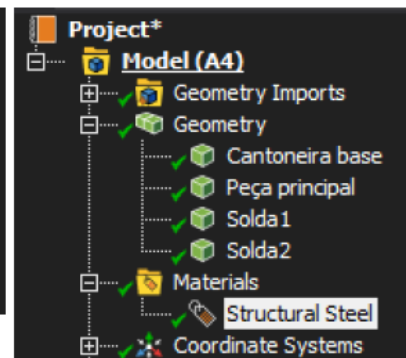 Project*
Model (A4)
Geometry Imports
Geometry
Cantoneira base
Peça principal
Solda1
Solda2
Materials
Structural Steel
Coordinate Systems